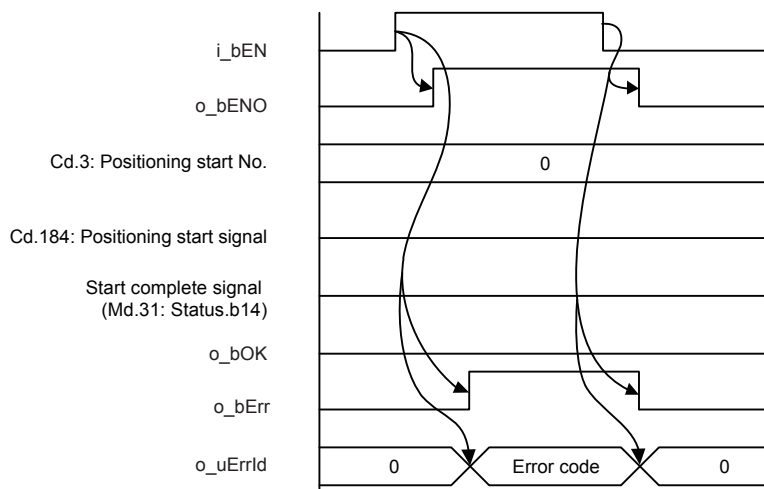 i_bEN
o_bENO
Cd.3: Positioning start No.
0
Cd.184: Positioning start signal
Start complete signal
(Md.31: Status.b14)
o_bOK
o_bErr
o_uErrId
0
Error code
0